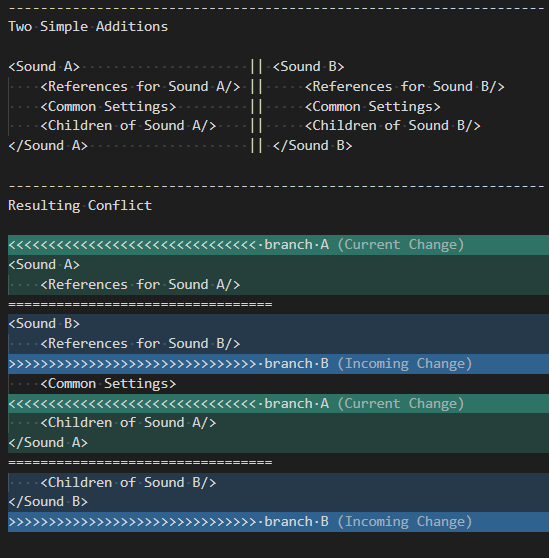 --------------------------------------------------------------------
Two Simple Additions
<Sound A>                     || <Sound B>
    <References for Sound A/> ||     <References for Sound B/>
    <Common Settings>         ||     <Common Settings>
    <Children of Sound A/>    ||     <Children of Sound B/>
</Sound A>                    || </Sound B>
--------------------------------------------------------------------
Resulting Conflict
<<<<<<<<<<<<<<<<<<<<<<<<<<<<<<< branch A (Current Change)
<Sound A>
    <References for Sound A/>
=================================
<Sound B>
    <References for Sound B/>
>>>>>>>>>>>>>>>>>>>>>>>>>>>>>>> branch B (Incoming Change)
    <Common Settings>
<<<<<<<<<<<<<<<<<<<<<<<<<<<<<<< branch A (Current Change)
    <Children of Sound A/>
</Sound A>
=================================
    <Children of Sound B/>
</Sound B>
>>>>>>>>>>>>>>>>>>>>>>>>>>>>>>> branch B (Incoming Change)